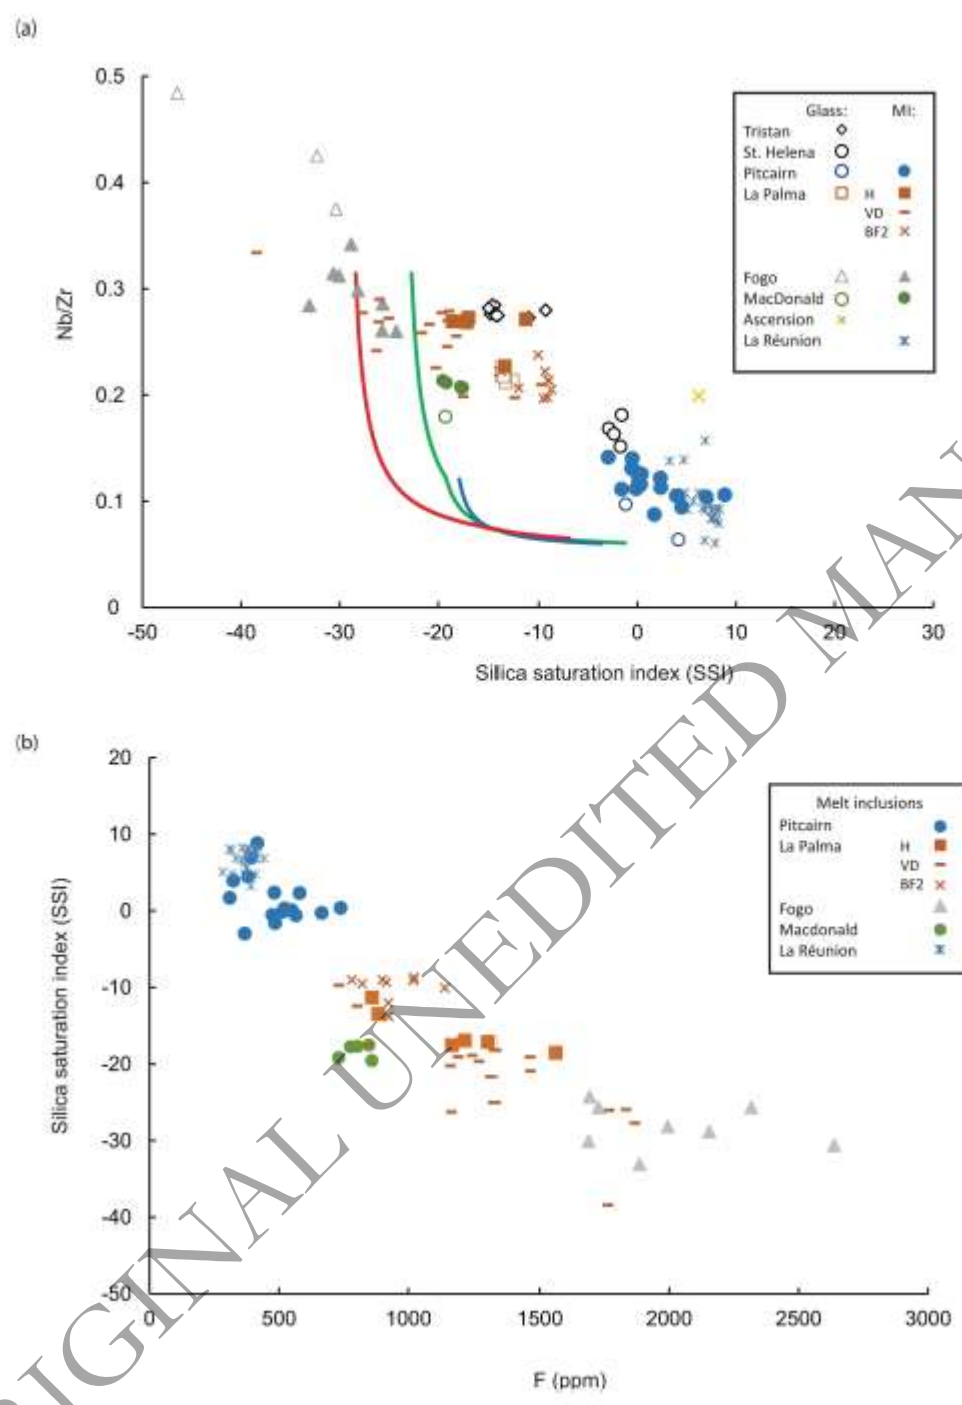 (a)
0.5
0.4
0.3
0.2
0.1
0
Nb/Zr
-50 -40 -30 -20 -10 0 10 20 30
Silica saturation index (SSI)
Glass: MI:
Tristan
St. Helena
Pitcairn
La Palma H
VD
BF2
Fogo
MacDonald
Ascension
La Réunion
(b)
20
10
0
-10
-20
-30
-40
-50
Silica saturation index (SSI)
0 500 1000 1500 2000 2500 3000
F (ppm)
Melt inclusions
Pitcairn
La Palma H
VD
BF2
Fogo
Macdonald
La Réunion
RIGINAL UNEDITED MAN